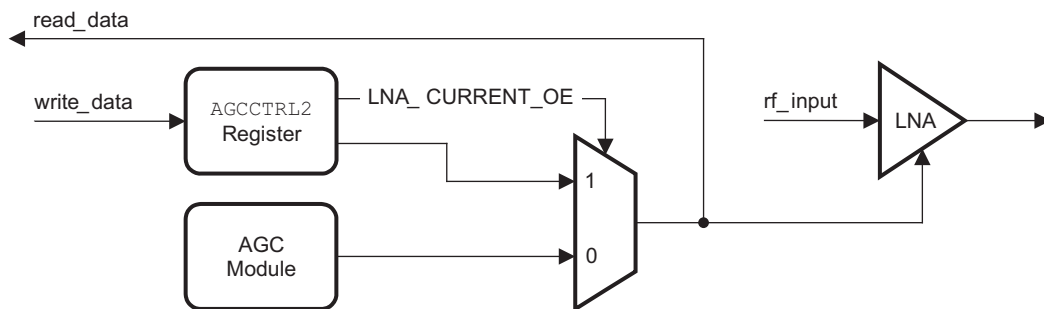 read_data
write_data
AGCCTRL2
Register
LNA_ CURRENT_OE
rf_input
LNA
1
0
AGC
Module